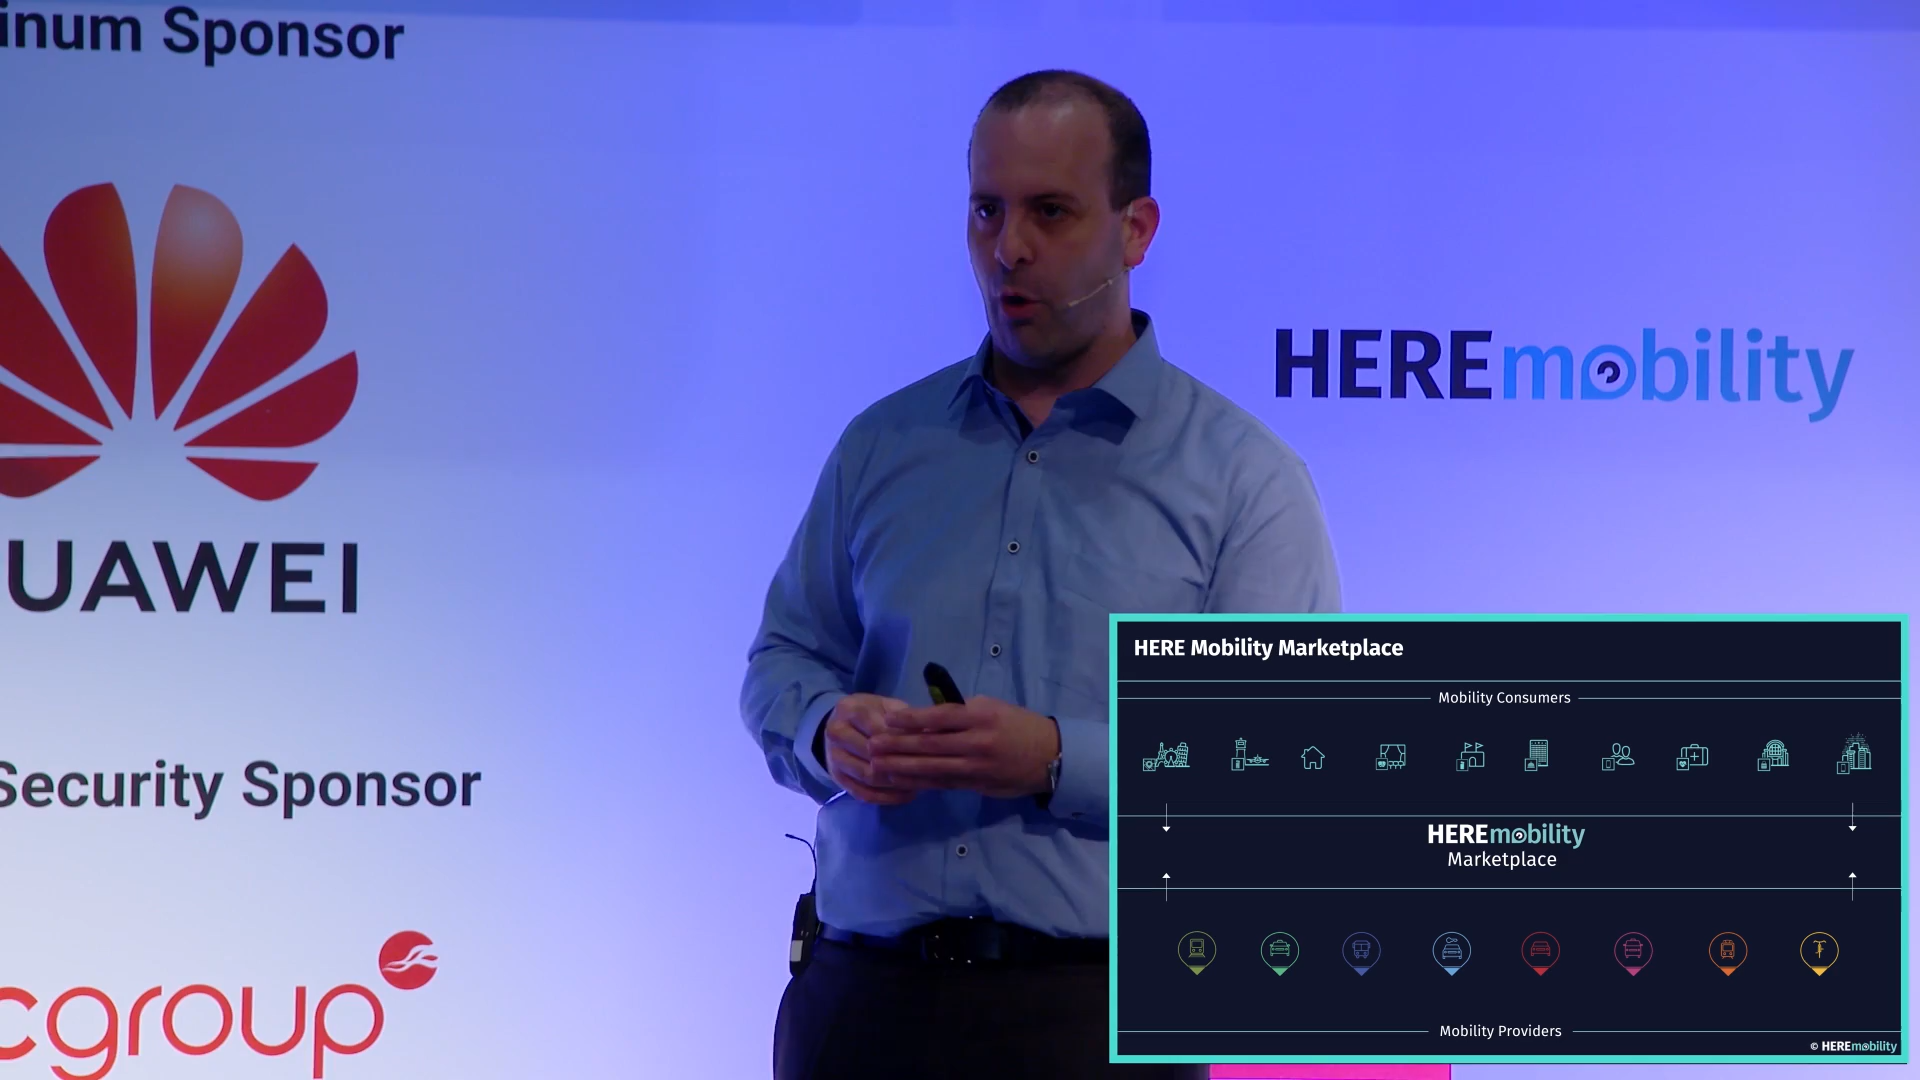 inum Sponsor
UAWEI
Security Sponsor
cgroup
HEREmobility
HERE Mobility Marketplace
Mobility Consumers
HEREmobility
Marketplace
Mobility Providers
© HEREmobility